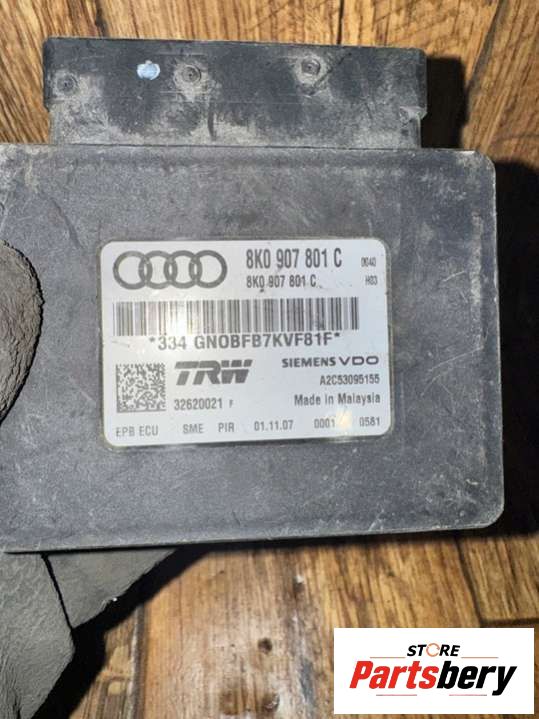 8K0 907 801 C 0040
8K0 907 801 C H03
*334 GNOBFB7KVF81F*
TRW SIEMENS VDO
A2C53095155
32620021 F Made in Malaysia
EPB ECU SME PIR 01.11.07 0001 0581
STORE
Partsbery